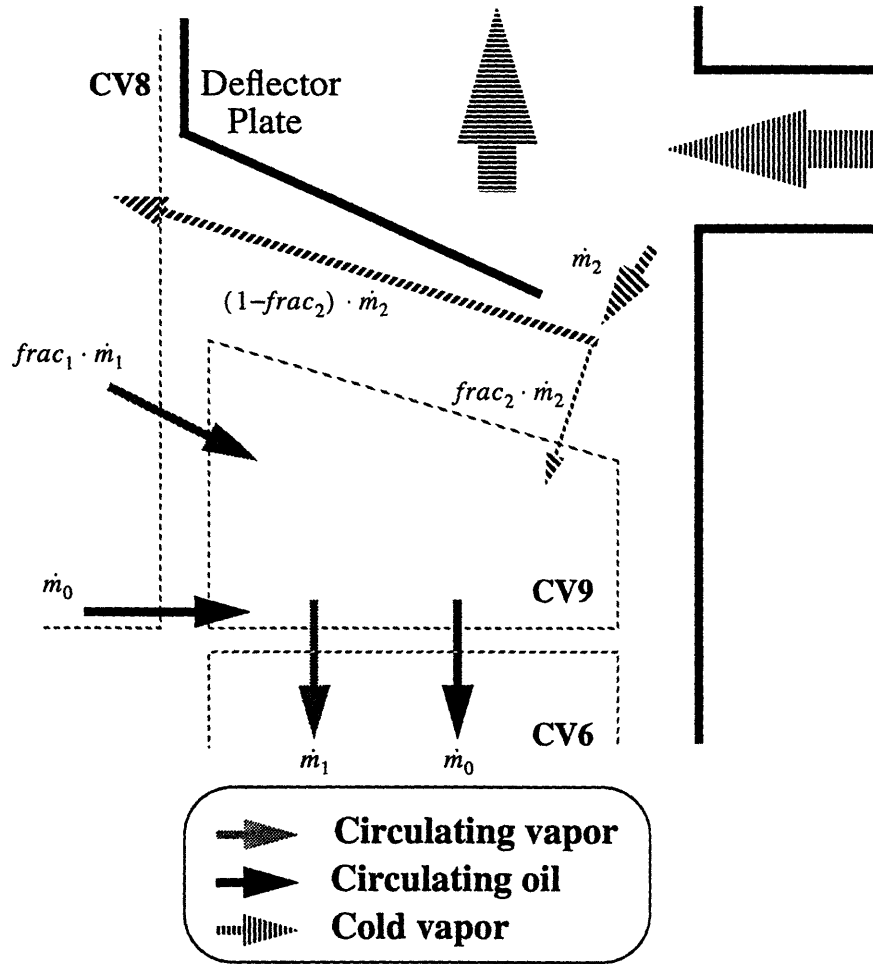 CV8
Deflector
Plate
ṁ₂
(1–frac₂) · ṁ₂
frac₁ · ṁ₁
frac₂ · ṁ₂
ṁ₀
CV9
CV6
ṁ₁
ṁ₀
Circulating vapor
Circulating oil
Cold vapor